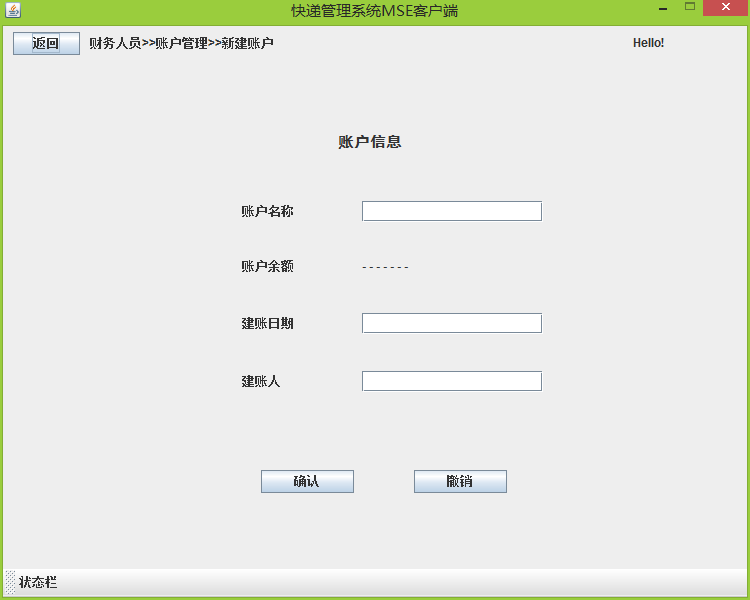 快递管理系统MSE客户端
返回 财务人员>>账户管理>>新建账户 Hello!
账户信息
账户名称
账户余额 -------
建账日期
建账人
确认 撤销
状态栏